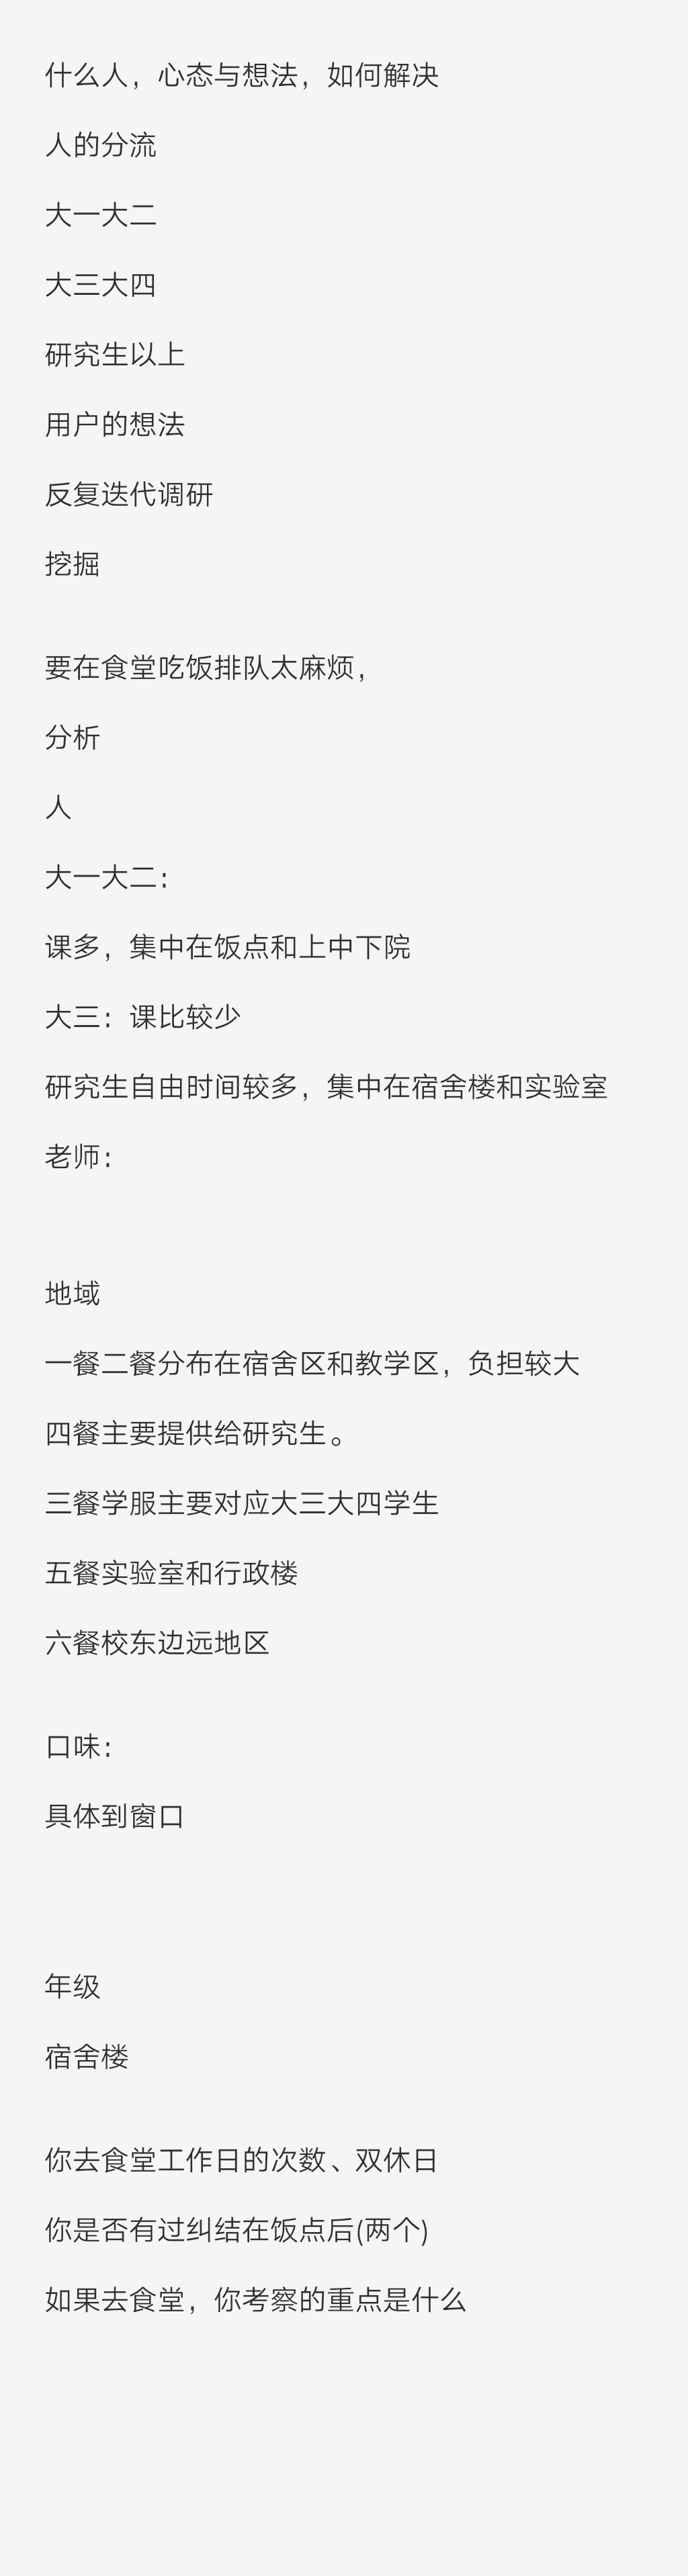 什么人，心态与想法，如何解决
人的分流
大一大二
大三大四
研究生以上
用户的想法
反复迭代调研
挖掘
要在食堂吃饭排队太麻烦，
分析
人
大一大二：
课多，集中在饭点和上中下院
大三：课比较少
研究生自由时间较多，集中在宿舍楼和实验室
老师：
地域
一餐二餐分布在宿舍区和教学区，负担较大
四餐主要提供给研究生。
三餐学服主要对应大三大四学生
五餐实验室和行政楼
六餐校东边远地区
口味：
具体到窗口
年级
宿舍楼
你去食堂工作日的次数、双休日
你是否有过纠结在饭点后(两个)
如果去食堂，你考察的重点是什么